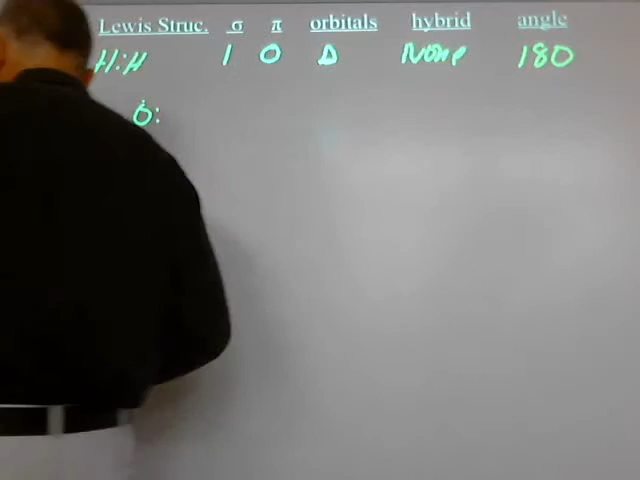 Lewis Struc. σ π orbitals hybrid angle
H:H 1 0 None 180
Ö: